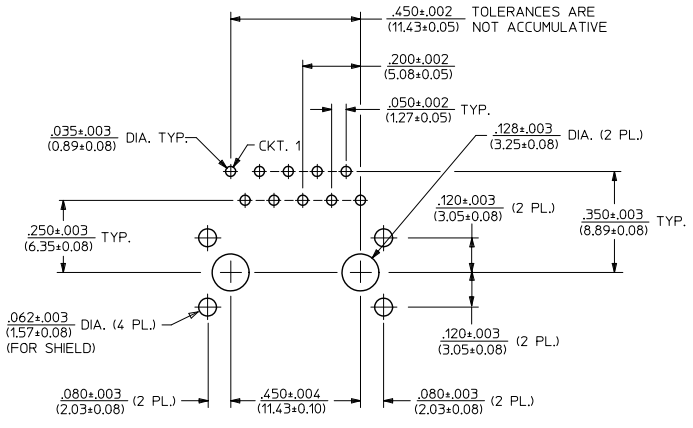 .450±.002 TOLERANCES ARE
(11.43±0.05) NOT ACCUMULATIVE
.200±.002
(5.08±0.05)
.050±.002 TYP.
(1.27±0.05)
.035±.003 DIA. TYP.
(0.89±0.08)
CKT. 1
.128±.003 DIA. (2 PL.)
(3.25±0.08)
.120±.003 (2 PL.)
(3.05±0.08)
.350±.003 TYP.
(8.89±0.08)
.250±.003 TYP.
(6.35±0.08)
.062±.003 DIA. (4 PL.)
(1.57±0.08)
(FOR SHIELD)
.120±.003 (2 PL.)
(3.05±0.08)
.080±.003 (2 PL.)
(2.03±0.08)
.450±.004
(11.43±0.10)
.080±.003 (2 PL.)
(2.03±0.08)